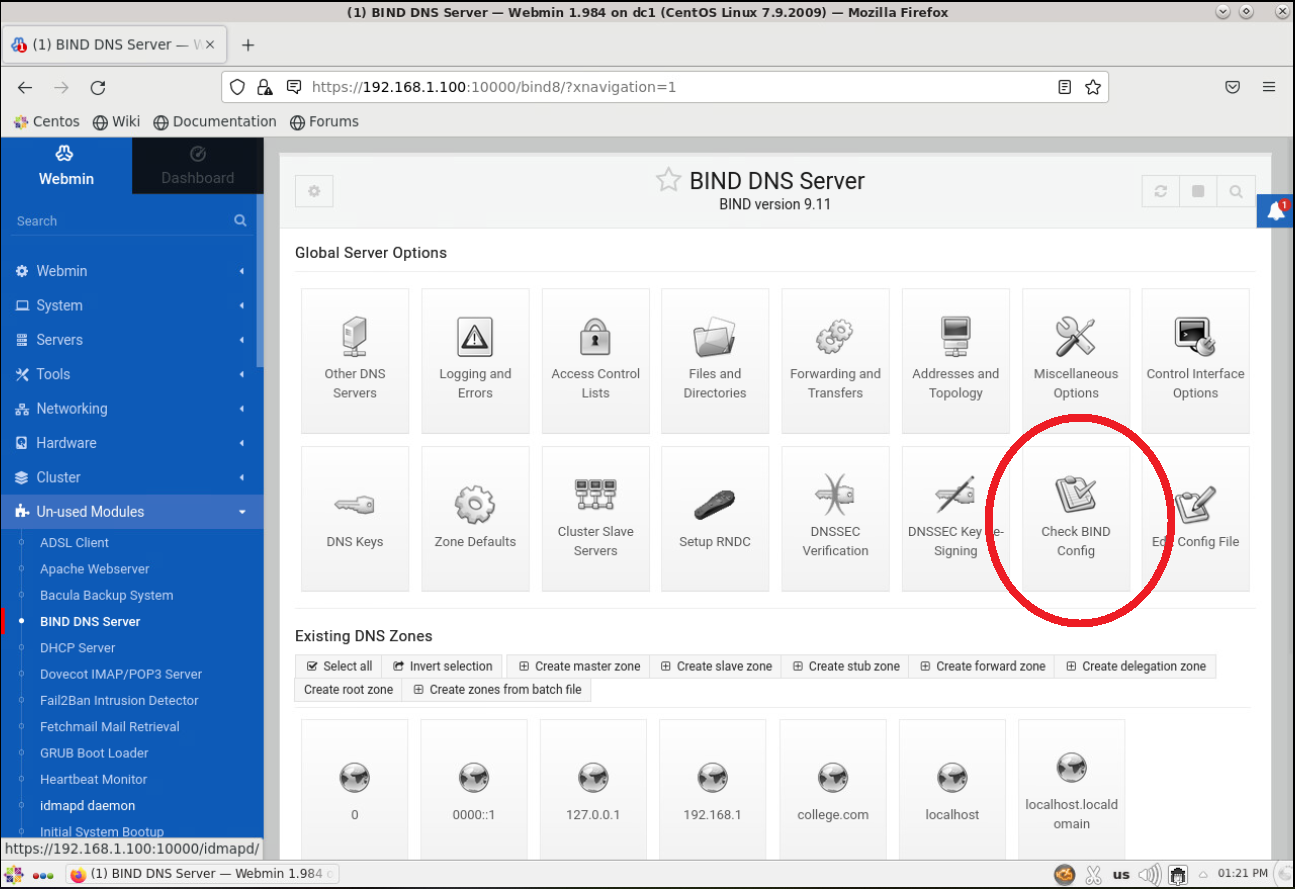 (1) BIND DNS Server — Webmin 1.984 on dc1 (CentOS Linux 7.9.2009) — Mozilla Firefox
(1) BIND DNS Server —
https://192.168.1.100:10000/bind8/?xnavigation=1
Centos Wiki Documentation Forums
Webmin
Dashboard
Search
Webmin
System
Servers
Tools
Networking
Hardware
Cluster
Un-used Modules
ADSL Client
Apache Webserver
Bacula Backup System
BIND DNS Server
DHCP Server
Dovecot IMAP/POP3 Server
Fail2Ban Intrusion Detector
Fetchmail Mail Retrieval
GRUB Boot Loader
Heartbeat Monitor
idmapd daemon
Initial System Bootup
https://192.168.1.100:10000/idmapd/
BIND DNS Server
BIND version 9.11
1
Global Server Options
Other DNS
Servers
Logging and
Errors
Access Control
Lists
Files and
Directories
Forwarding and
Transfers
Addresses and
Topology
Miscellaneous
Options
Control Interface
Options
DNS Keys
Zone Defaults
Cluster Slave
Servers
Setup RNDC
DNSSEC
Verification
DNSSEC Key
Signing
Check BIND
Config
Config File
Existing DNS Zones
Select all Invert selection Create master zone Create slave zone Create stub zone Create forward zone Create delegation zone
Create root zone Create zones from batch file
0
0000::1
127.0.0.1
192.168.1
college.com
localhost
localhost.locald
omain
(1) BIND DNS Server — Webmin 1.984
us
01:21 PM